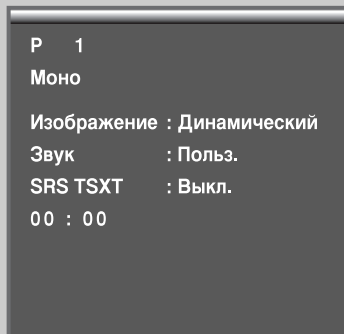 P 1
Моно
Изображение : Динамический
Звук : Польз.
SRS TSXT : Выкл.
00 : 00